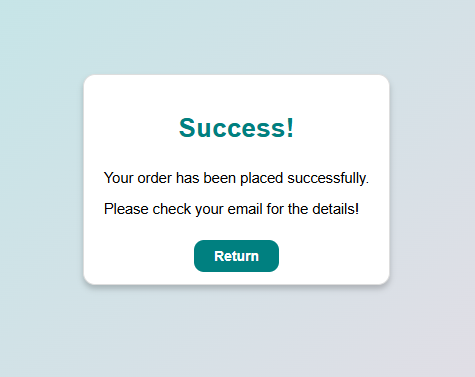 Success!
Your order has been placed successfully.
Please check your email for the details!
Return